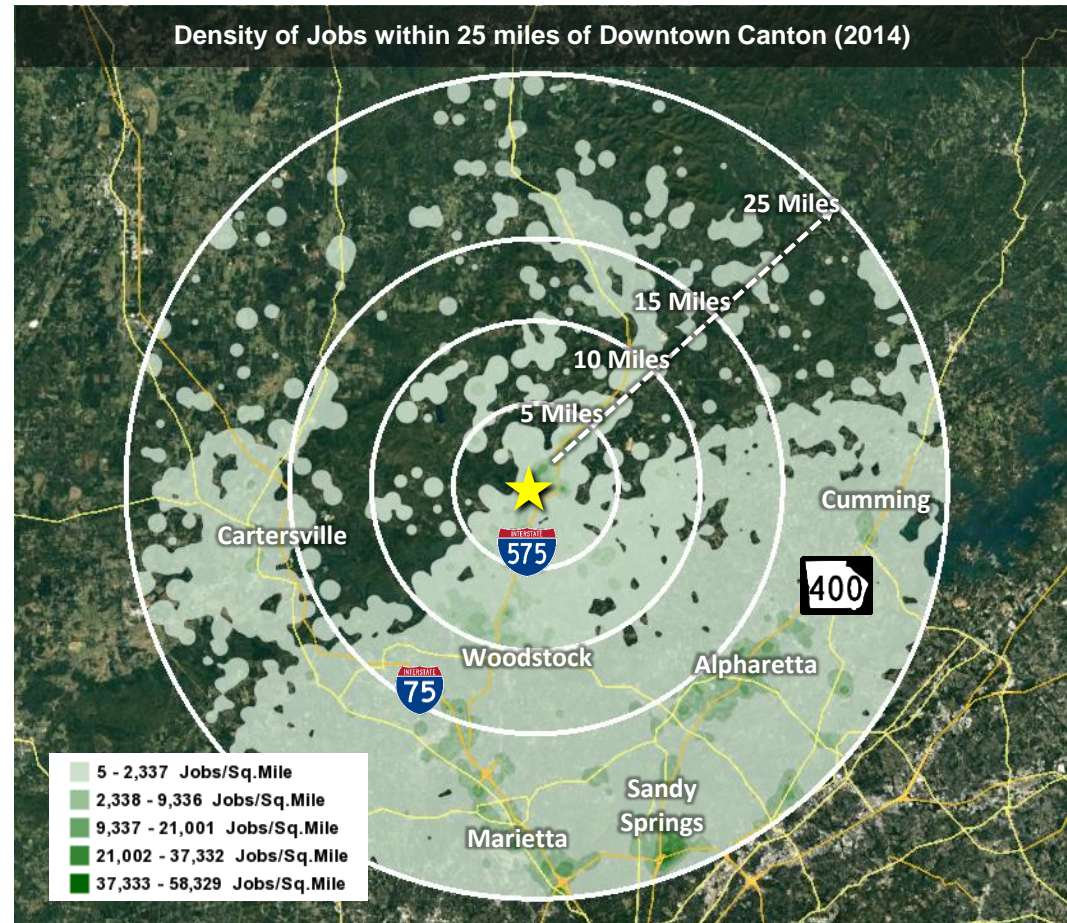 Density of Jobs within 25 miles of Downtown Canton (2014)
25 Miles
15 Miles
10 Miles
5 Miles
Cumming
Cartersville
INTERSTATE
575
400
Woodstock
Alpharetta
INTERSTATE
75
Sandy
Springs
Marietta
5 - 2,337 Jobs/Sq.Mile
2,338 - 9,336 Jobs/Sq.Mile
9,337 - 21,001 Jobs/Sq.Mile
21,002 - 37,332 Jobs/Sq.Mile
37,333 - 58,329 Jobs/Sq.Mile